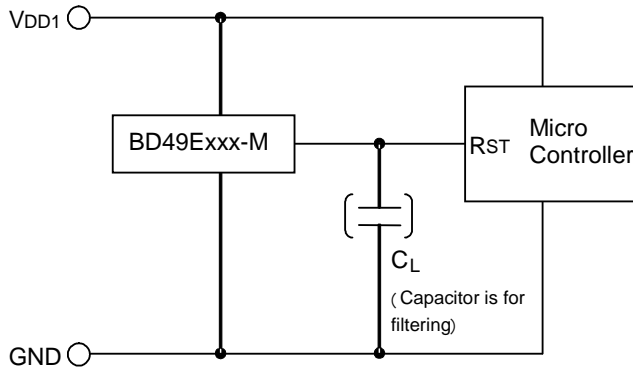 VDD1
BD49Exxx-M
RST
Micro
Controller
CL
(Capacitor is for
filtering)
GND